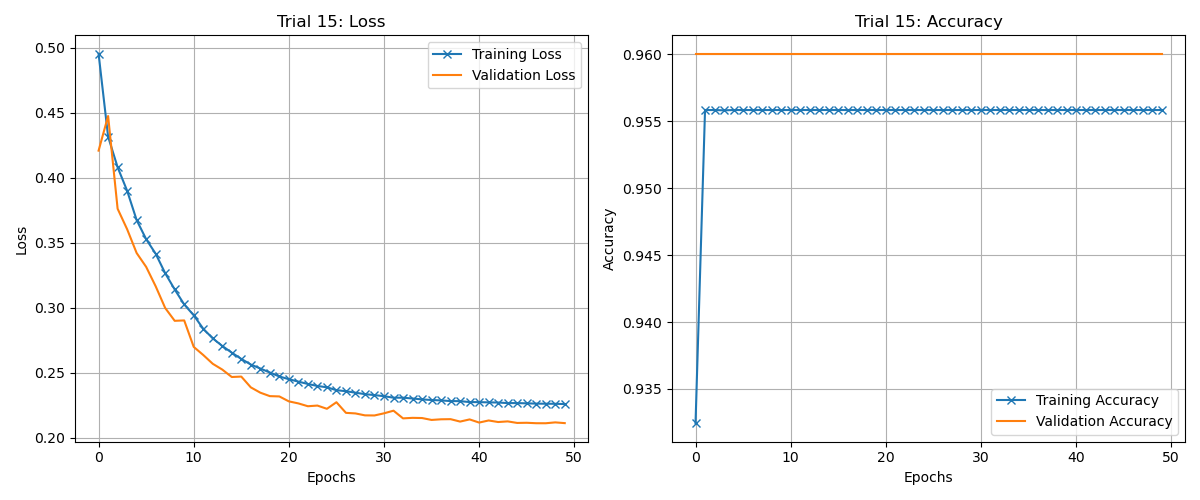 Trial 15: Loss
0.50
0.45
0.40
0.35
0.30
0.25
0.20
Loss
0
10
20
30
40
50
Epochs
Training Loss
Validation Loss
Trial 15: Accuracy
0.960
0.955
0.950
0.945
0.940
0.935
Accuracy
0
10
20
30
40
50
Epochs
Training Accuracy
Validation Accuracy